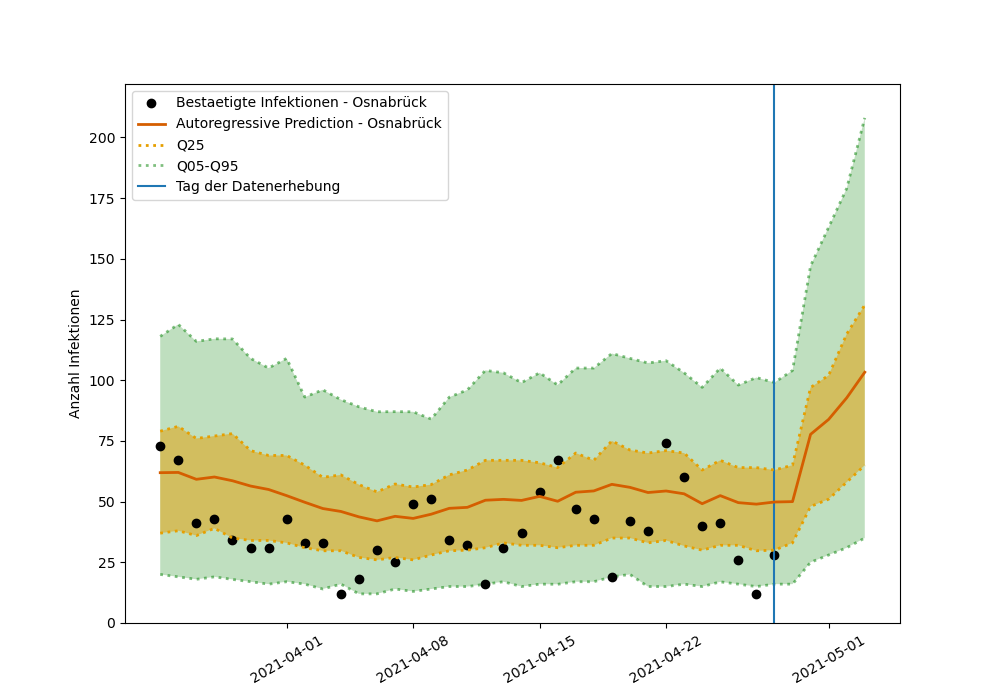 Bestaetigte Infektionen - Osnabrück
Autoregressive Prediction - Osnabrück
Q25
Q05-Q95
Tag der Datenerhebung
Anzahl Infektionen
200
175
150
125
100
75
50
25
0
2021-04-01
2021-04-08
2021-04-15
2021-04-22
2021-05-01